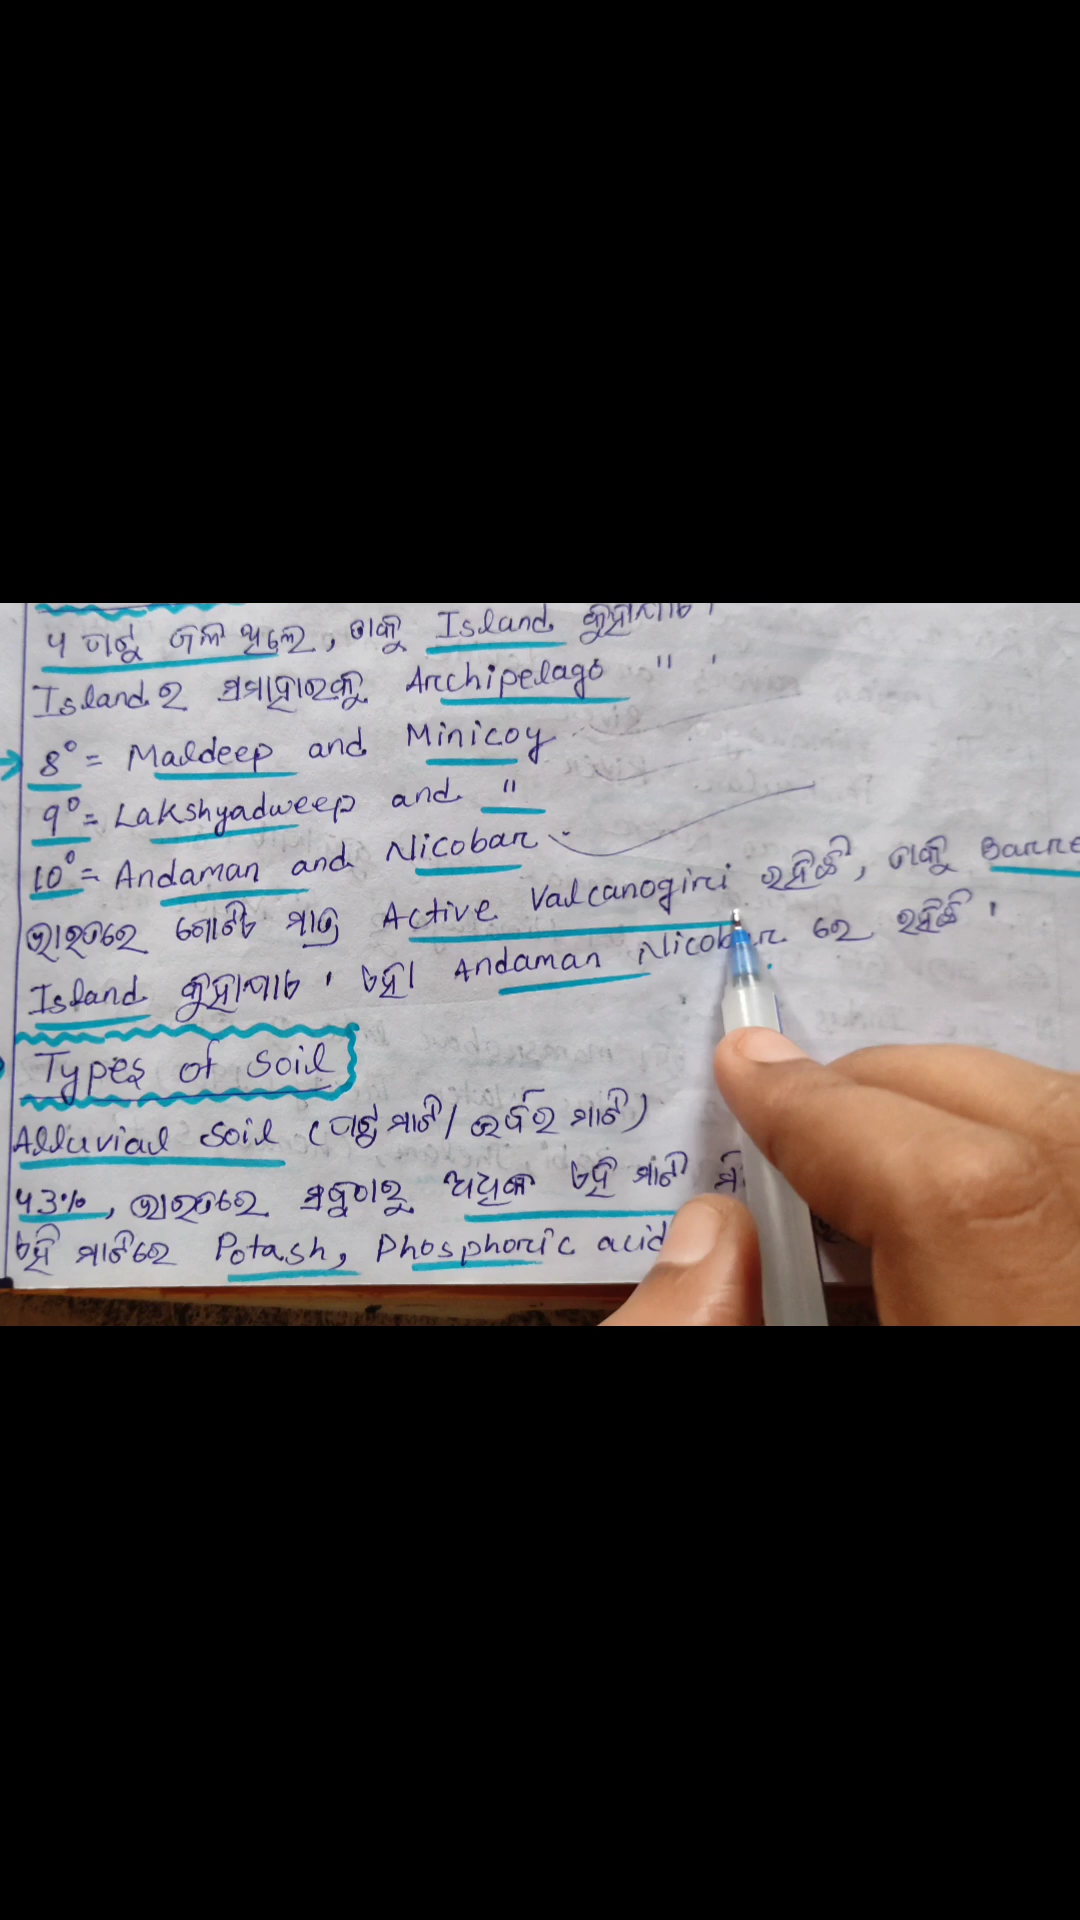 4 ପଟୁ ଜଳ ଥିଲେ, ତାକୁ Island କୁହାଯାଏ ।
Island ର ସମାହାରକୁ Archipelago " ।
8° = Maldeep and Minicoy
9° = Lakshyadweep and "
10° = Andaman and Nicobar
ଭାରତରେ ଗୋଟିଏ ମାତ୍ର Active Valcanogiri ରହିଛି, ତାକୁ Barre
Island କୁହାଯାଏ । ଏହା Andaman Nicobar ରେ ରହିଛି ।
Types of Soil
Alluvial Soil (ପଟୁ ମାଟି / ଉର୍ବର ମାଟି)
43%, ଭାରତରେ ସବୁଠାରୁ ଅଧିକ ଏହି ମାଟି
ଏହି ମାଟିରେ Potash, Phosphoric acid